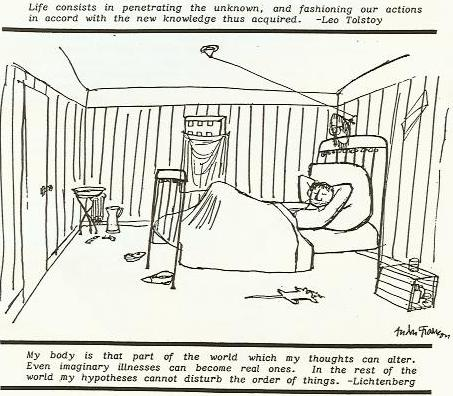 Life consists in penetrating the unknown, and fashioning our actions
in accord with the new knowledge thus acquired. -Leo Tolstoy
My body is that part of the world which my thoughts can alter.
Even imaginary illnesses can become real ones. In the rest of the
world my hypotheses cannot disturb the order of things. -Lichtenberg